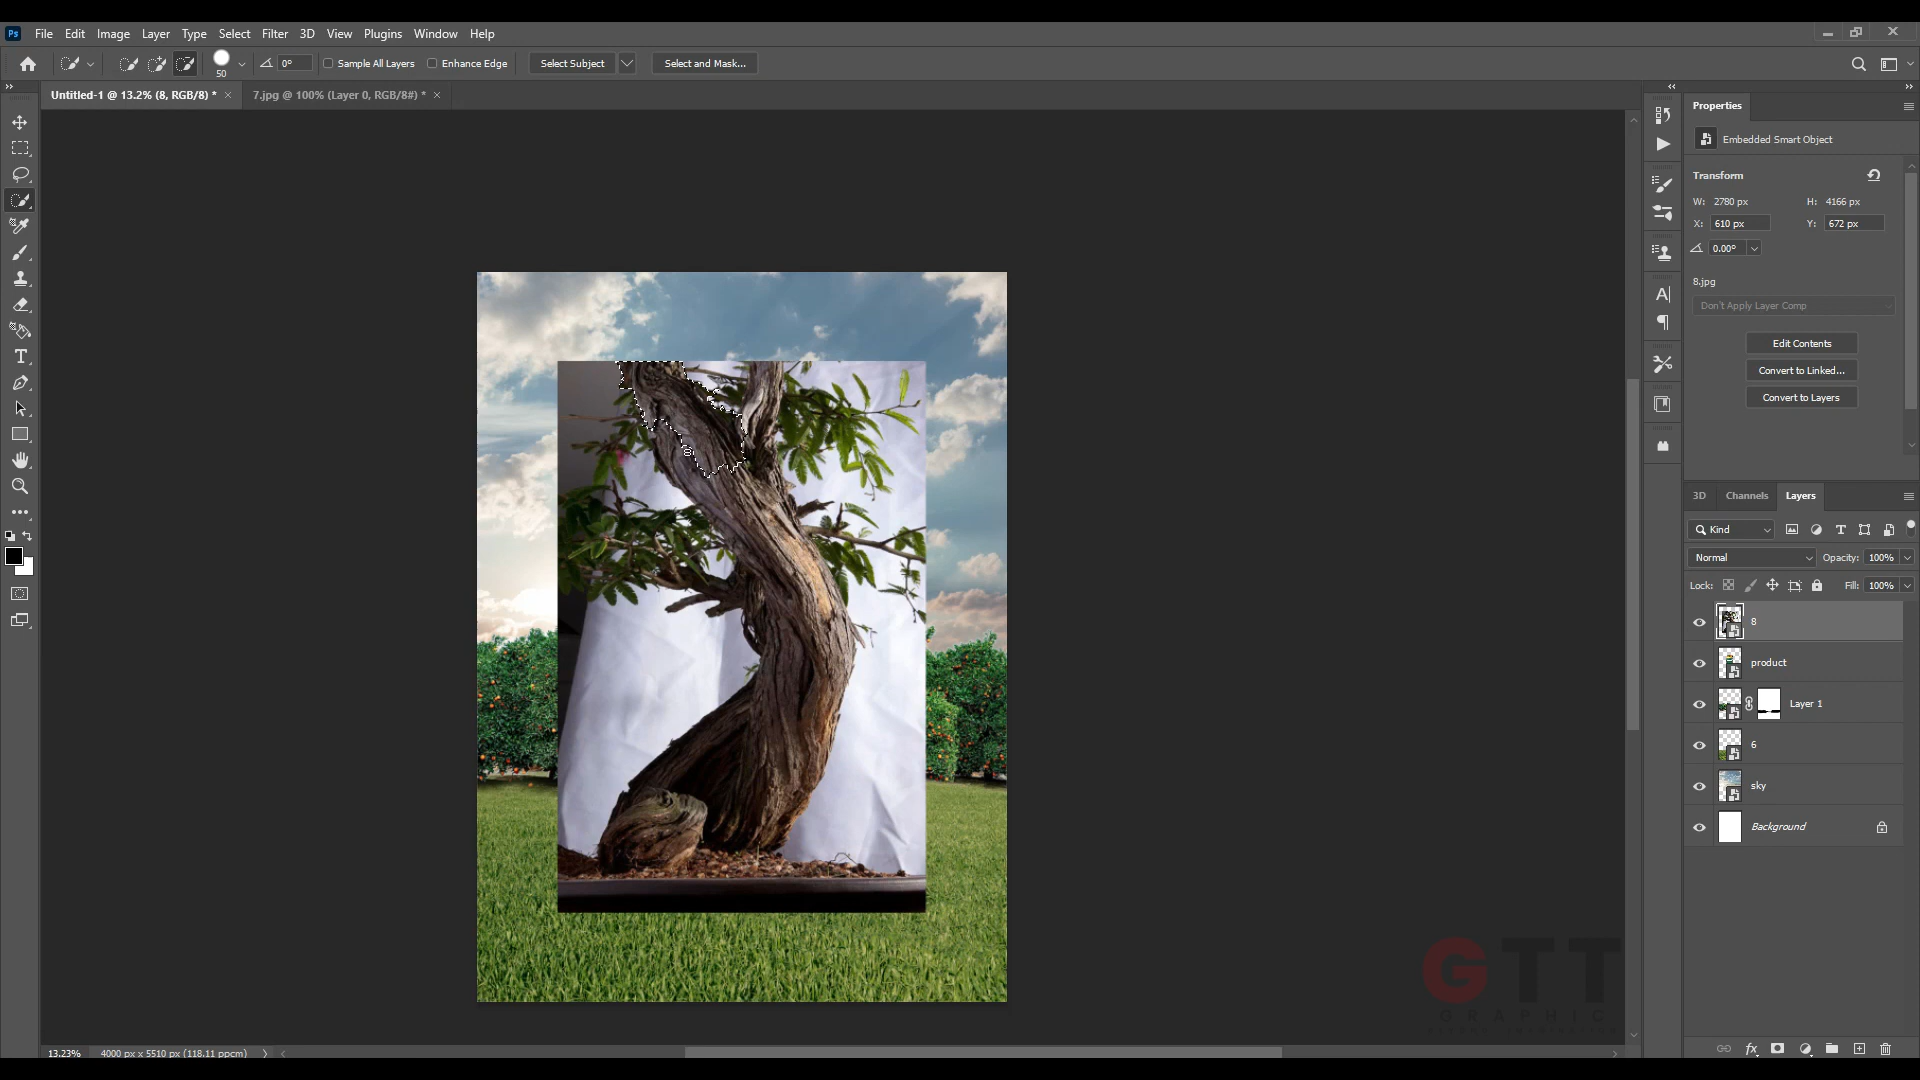 Ps File Edit Image Layer Type Select Filter 3D View Plugins Window Help
50 0° Sample All Layers Enhance Edge Select Subject Select and Mask...
Untitled-1 @ 13.2% (8, RGB/8) * × 7.jpg @ 100% (Layer 0, RGB/8#) * ×
Properties
Embedded Smart Object
Transform
W: 2780 px H: 4166 px
X: 610 px Y: 672 px
0.00°
8.jpg
Don't Apply Layer Comp
Edit Contents
Convert to Linked...
Convert to Layers
3D Channels Layers
Kind
Normal Opacity: 100%
Lock: Fill: 100%
8
product
Layer 1
6
sky
Background
GTT
GRAPHIC
13.23% 4000 px x 5510 px (118.11 ppcm)